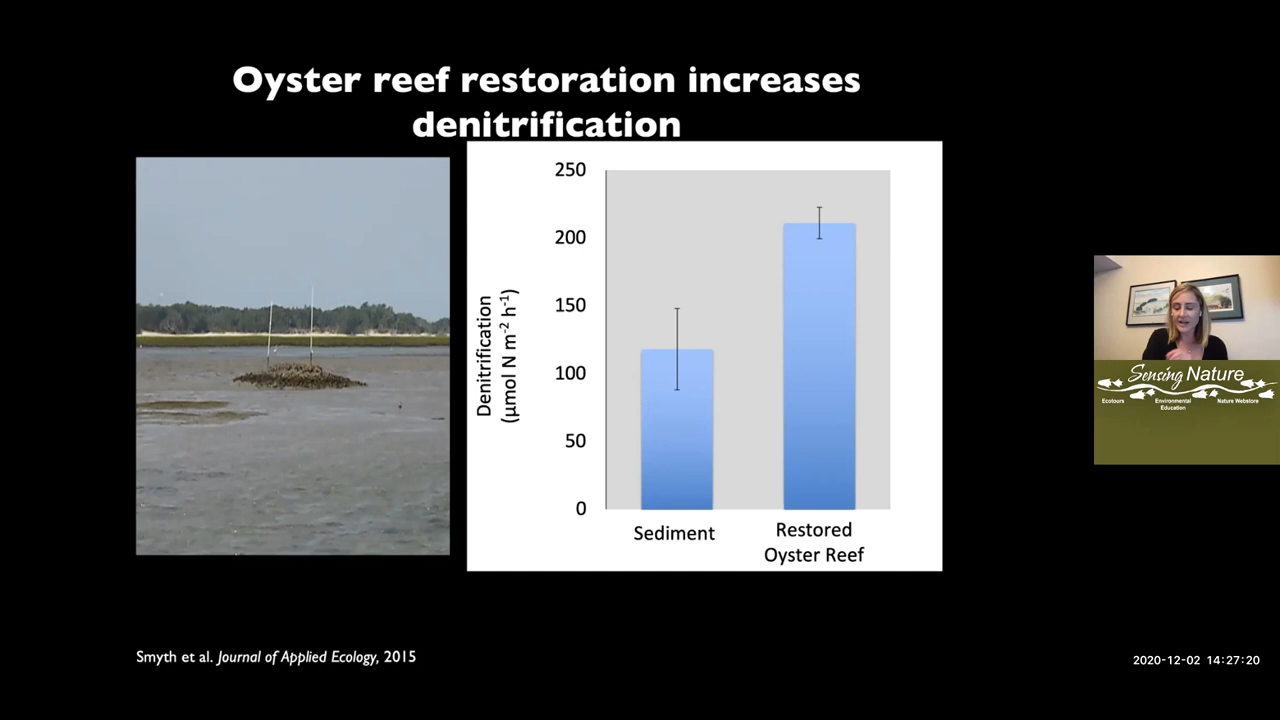 Oyster reef restoration increases
denitrification
250
200
150
100
50
0
Denitrification
(µmol N m⁻² h⁻¹)
Sediment
Restored
Oyster Reef
Sensing Nature
Ecotours
Environmental
Education
Nature Webstore
Smyth et al. Journal of Applied Ecology, 2015
2020-12-02 14:27:20